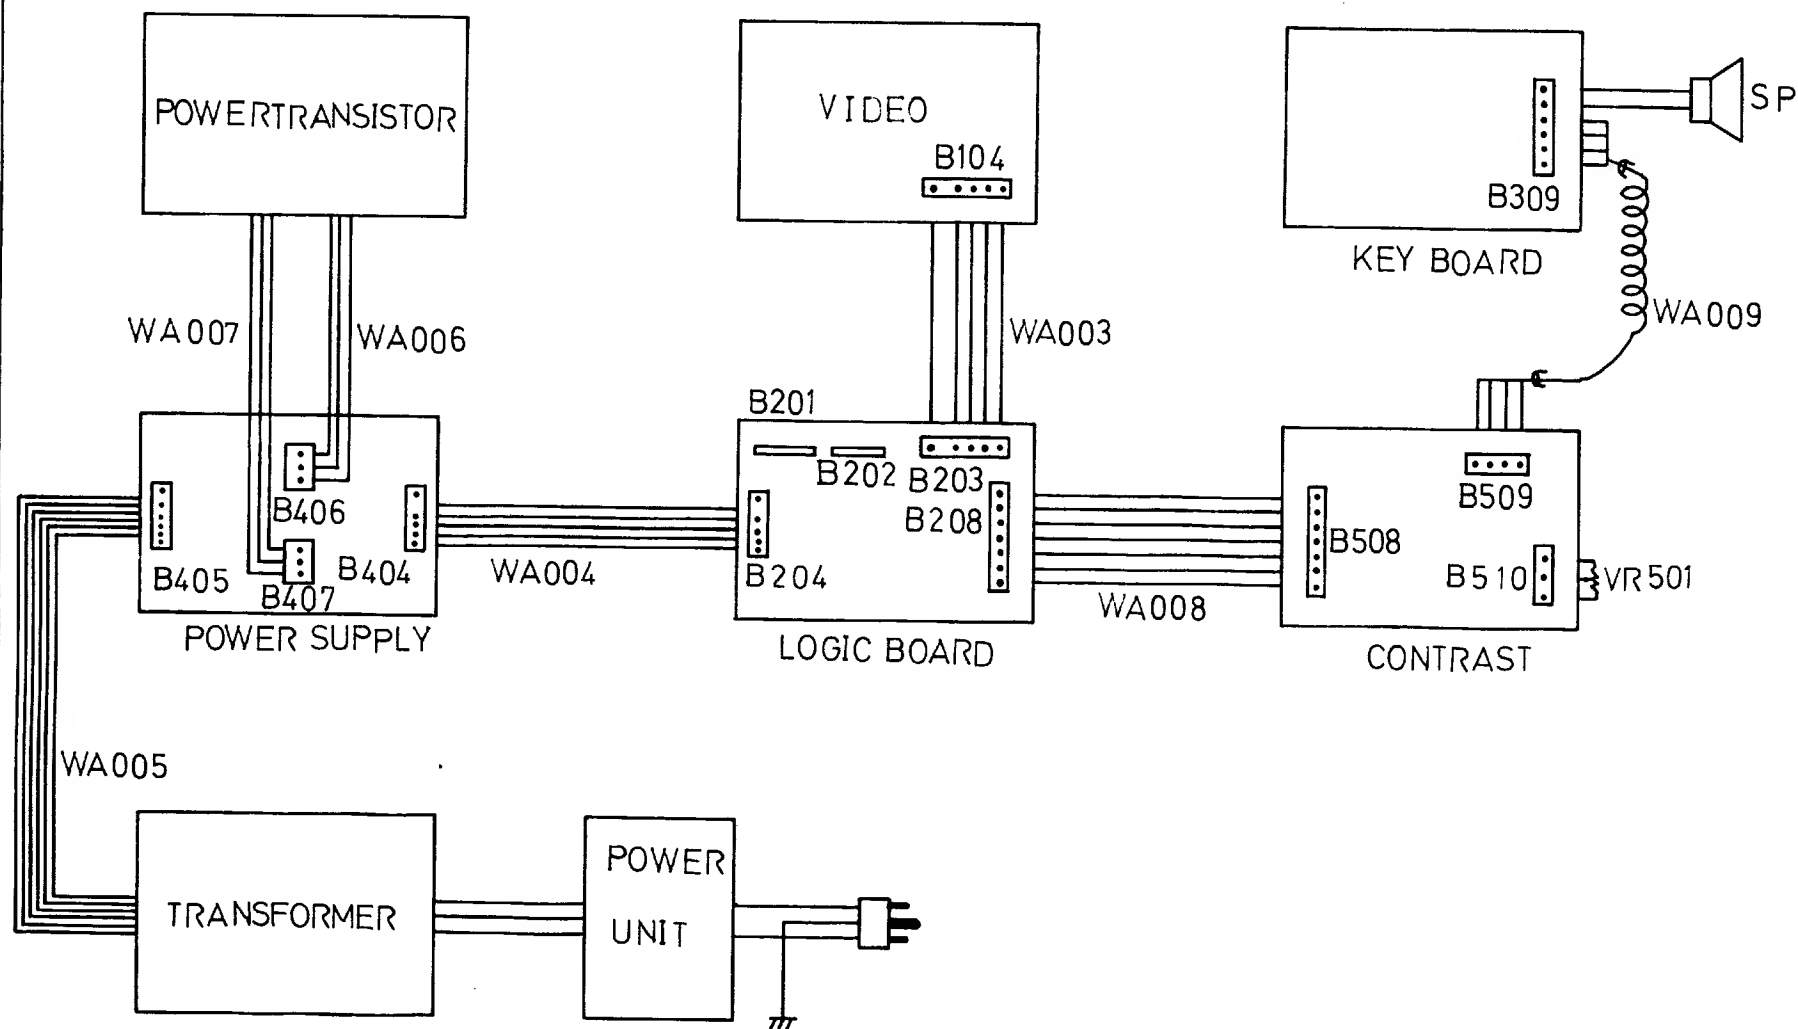 POWERTRANSISTOR
VIDEO
B104
SP
B309
KEY BOARD
WA007
WA006
WA003
WA009
B201
B202
B203
B406
B208
B509
B405
B407
B404
WA004
B204
B508
B510
VR501
WA008
POWER SUPPLY
LOGIC BOARD
CONTRAST
WA005
TRANSFORMER
POWER
UNIT